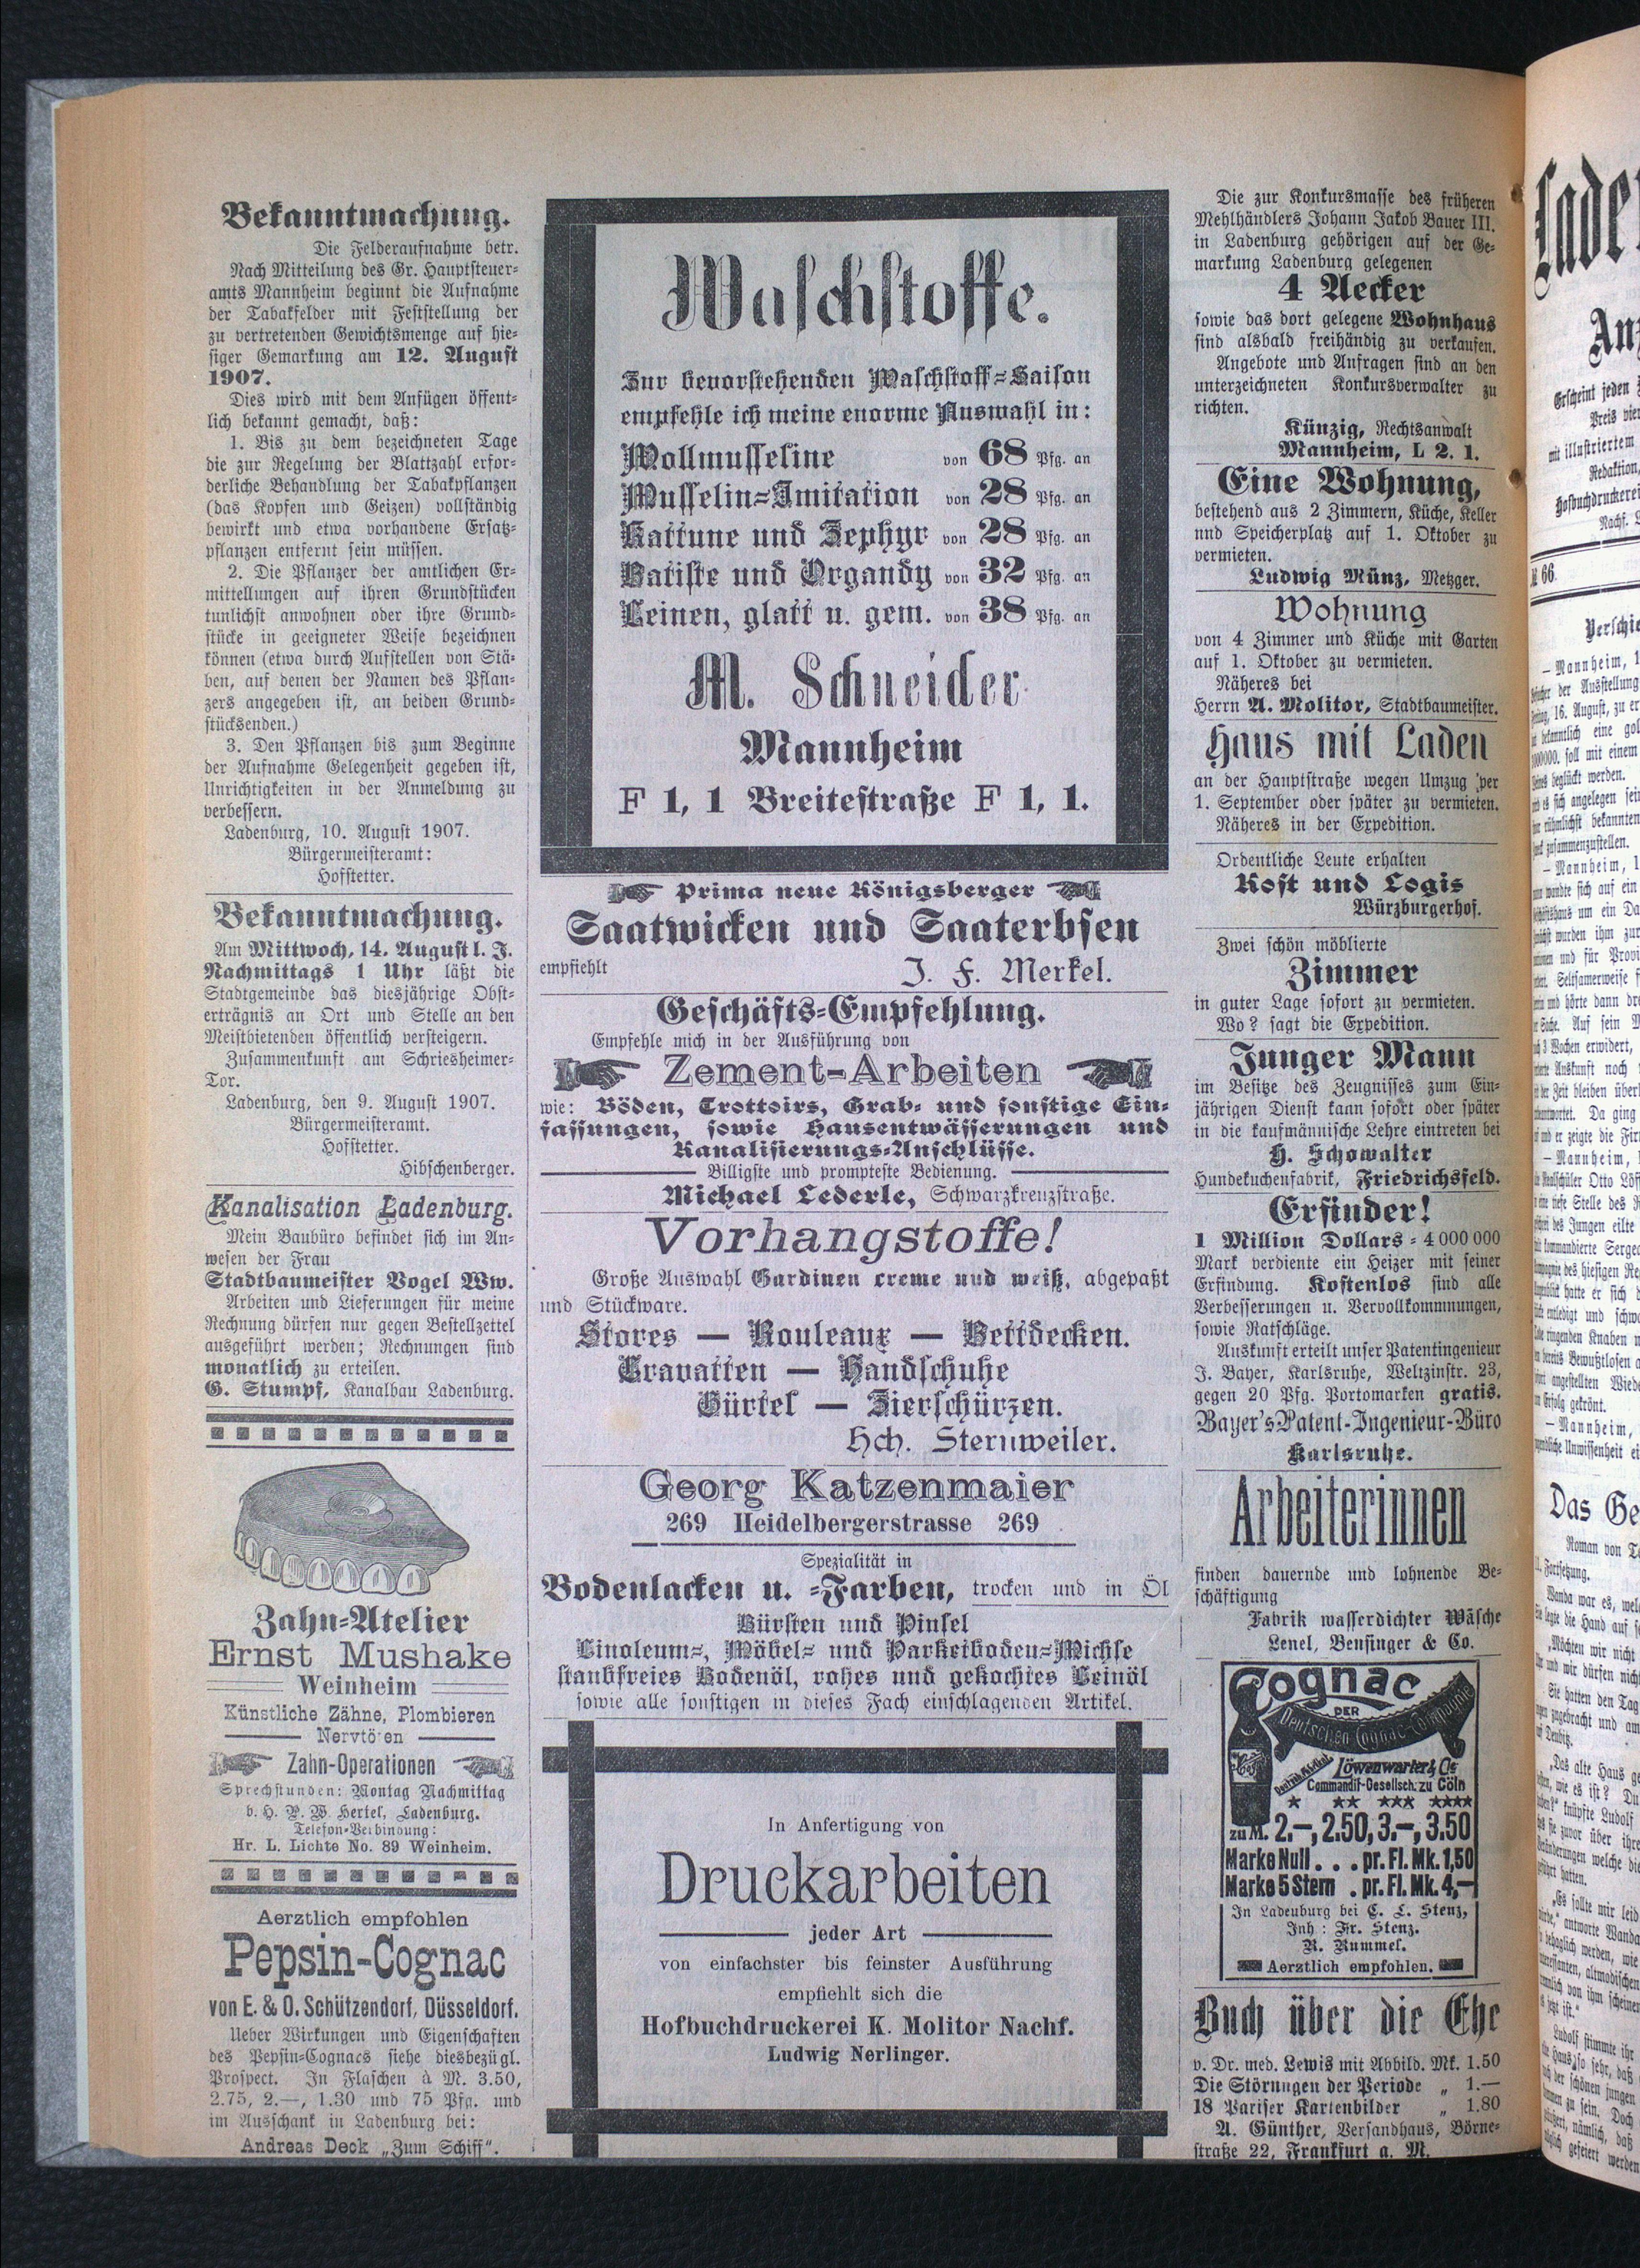 Bekanntmachung.
Die Felderaufnahme betr.
Nach Mitteilung des Gr. Hauptsteuer-
amts Mannheim beginnt die Aufnahme
der Tabakfelder mit Feststellung der
zu vertretenden Gewichtsmenge auf hie-
siger Gemarkung am 12. August
1907.
Dies wird mit dem Anfügen öffent-
lich bekannt gemacht, daß:
1. Bis zu dem bezeichneten Tage
die zur Regelung der Blattzahl erfor-
derliche Behandlung der Tabakpflanzen
(das Kopfen und Geizen) vollständig
bewirkt und etwa vorhandene Ersatz-
pflanzen entfernt sein müssen.
2. Die Pflanzer der amtlichen Er-
mittellungen auf ihren Grundstücken
tunlichst anwohnen oder ihre Grund-
stücke in geeigneter Weise bezeichnen
können (etwa durch Aufstellen von Stä-
ben, auf denen der Namen des Pflan-
zers angegeben ist, an beiden Grund-
stücksenden.)
3. Den Pflanzen bis zum Beginne
der Aufnahme Gelegenheit gegeben ist,
Unrichtigkeiten in der Anmeldung zu
verbessern.
Ladenburg, 10. August 1907.
Bürgermeisteramt:
Hofstetter.
Bekanntmachung.
Am Mittwoch, 14. August l. J.
Nachmittags 1 Uhr läßt die
Stadtgemeinde das diesjährige Obst-
erträgnis an Ort und Stelle an den
Meistbietenden öffentlich versteigern.
Zusammenkunft am Schriesheimer-
Tor.
Ladenburg, den 9. August 1907.
Bürgermeisteramt.
Hofstetter.
Hibschenberger.
Kanalisation Ladenburg.
Mein Baubüro befindet sich im An-
wesen der Frau
Stadtbaumeister Vogel Ww.
Arbeiten und Lieferungen für meine
Rechnung dürfen nur gegen Bestellzettel
ausgeführt werden; Rechnungen sind
monatlich zu erteilen.
G. Stumpf, Kanalbau Ladenburg.
Zahn-Atelier
Ernst Mushake
Weinheim
Künstliche Zähne, Plombieren
Nervtöten
Zahn-Operationen
Sprechstunden: Montag Nachmittag
b. H. P. W. Hertel, Ladenburg.
Telefon-Verbindung:
Hr. L. Lichte No. 89 Weinheim.
Aerztlich empfohlen
Pepsin-Cognac
von E. & O. Schützendorf, Düsseldorf.
Ueber Wirkungen und Eigenschaften
des Pepsin-Cognacs siehe diesbezügl.
Prospect. In Flaschen à M. 3.50,
2.75, 2.—, 1.30 und 75 Pfg. und
im Ausschank in Ladenburg bei:
Andreas Deck „Zum Schiff".
Waschstoffe.
Zur bevorstehenden Waschstoff-Saison
empfehle ich meine enorme Auswahl in:
Wollmusseline von 68 Pfg. an
Musselin-Imitation von 28 Pfg. an
Kattune und Zephyr von 28 Pfg. an
Batiste und Organdy von 32 Pfg. an
Leinen, glatt u. gem. von 38 Pfg. an
M. Schneider
Mannheim
F 1, 1 Breitestraße F 1, 1.
Prima neue Königsberger
Saatwicken und Saaterbsen
empfiehlt J. F. Merkel.
Geschäfts-Empfehlung.
Empfehle mich in der Ausführung von
Zement-Arbeiten
wie: Böden, Trottoirs, Grab- und sonstige Ein-
fassungen, sowie Hausentwässerungen und
Kanalisierungs-Anschlüsse.
Billigste und prompteste Bedienung.
Michael Lederle, Schwarzkreuzstraße.
Vorhangstoffe!
Große Auswahl Gardinen creme und weiß, abgepaßt
und Stückware.
Stores — Rouleaux — Bettdecken.
Cravatten — Handschuhe
Gürtel — Zierschürzen.
Hch. Sternweiler.
Georg Katzenmaier
269 Heidelbergerstrasse 269
Spezialität in
Bodenlacken u. -Farben, trocken und in Öl
Bürsten und Pinsel
Linoleum-, Möbel- und Parketboden-Wichse
staubfreies Bodenöl, rohes und gekochtes Leinöl
sowie alle sonstigen in dieses Fach einschlagenden Artikel.
In Anfertigung von
Druckarbeiten
jeder Art
von einfachster bis feinster Ausführung
empfiehlt sich die
Hofbuchdruckerei K. Molitor Nachf.
Ludwig Nerlinger.
Die zur Konkursmasse des früheren
Mehlhändlers Johann Jakob Bauer III.
in Ladenburg gehörigen auf der Ge-
markung Ladenburg gelegenen
4 Aecker
sowie das dort gelegene Wohnhaus
sind alsbald freihändig zu verkaufen.
Angebote und Anfragen sind an den
unterzeichneten Konkursverwalter zu
richten.
Künzig, Rechtsanwalt
Mannheim, L 2. 1.
Eine Wohnung,
bestehend aus 2 Zimmern, Küche, Keller
und Speicherplatz auf 1. Oktober zu
vermieten.
Ludwig Münz, Metzger.
Wohnung
von 4 Zimmer und Küche mit Garten
auf 1. Oktober zu vermieten.
Näheres bei
Herrn A. Molitor, Stadtbaumeister.
Haus mit Laden
an der Hauptstraße wegen Umzug per
1. September oder später zu vermieten.
Näheres in der Expedition.
Ordentliche Leute erhalten
Kost und Logis
Würzburgerhof.
Zwei schön möblierte
Zimmer
in guter Lage sofort zu vermieten.
Wo? sagt die Expedition.
Junger Mann
im Besitze des Zeugnisses zum Ein-
jährigen Dienst kann sofort oder später
in die kaufmännische Lehre eintreten bei
H. Schowalter
Hundekuchenfabrik, Friedrichsfeld.
Erfinder!
1 Million Dollars = 4 000 000
Mark verdiente ein Heizer mit seiner
Erfindung. Kostenlos sind alle
Verbesserungen u. Vervollkommnungen,
sowie Ratschläge.
Auskunft erteilt unser Patentingenieur
J. Bayer, Karlsruhe, Weltzinstr. 23,
gegen 20 Pfg. Portomarken gratis.
Bayer's Patent-Ingenieur-Büro
Karlsruhe.
Arbeiterinnen
finden dauernde und lohnende Be-
schäftigung
Fabrik wasserdichter Wäsche
Lenel, Bensinger & Co.
Cognac
DER
Deutschen Cognac-Compagnie
Löwenwarter & Cie
Commandit-Gesellsch. zu Cöln
★ ★★ ★★★ ★★★★
zu M. 2.—, 2.50, 3.—, 3.50
Marke Null . . . pr. Fl. Mk. 1,50
Marke 5 Stern . pr. Fl. Mk. 4,—
In Ladenburg bei C. L. Stenz,
Inh: Fr. Stenz.
R. Rummel.
Aerztlich empfohlen.
Buch über die Ehe
v. Dr. med. Lewis mit Abbild. Mk. 1.50
Die Störungen der Periode „ 1.—
18 Pariser Kartenbilder „ 1.80
A. Günther, Versandhaus, Börne-
straße 22, Frankfurt a. M.
Erscheint jeden
mit illustriertem
Redaktion,
№ 66.
— Mannheim,
der Ausstellung
16. August, zu
— Mannheim,
— Mannheim,
— Mannheim,
Das Ge
Roman von